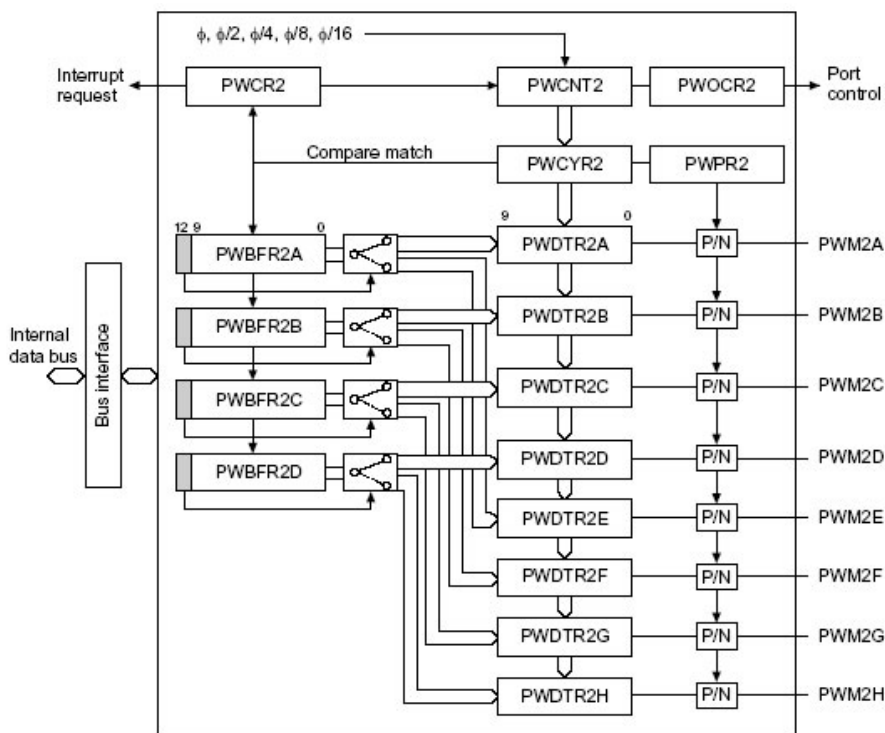 ϕ, ϕ/2, ϕ/4, ϕ/8, ϕ/16
Interrupt
request
PWCR2
PWCNT2
PWOCR2
Port
control
Compare match
PWCYR2
PWPR2
12 9
0
9
0
PWBFR2A
PWDTR2A
P/N
PWM2A
Internal
data bus
Bus interface
PWBFR2B
PWDTR2B
P/N
PWM2B
PWBFR2C
PWDTR2C
P/N
PWM2C
PWBFR2D
PWDTR2D
P/N
PWM2D
PWDTR2E
P/N
PWM2E
PWDTR2F
P/N
PWM2F
PWDTR2G
P/N
PWM2G
PWDTR2H
P/N
PWM2H